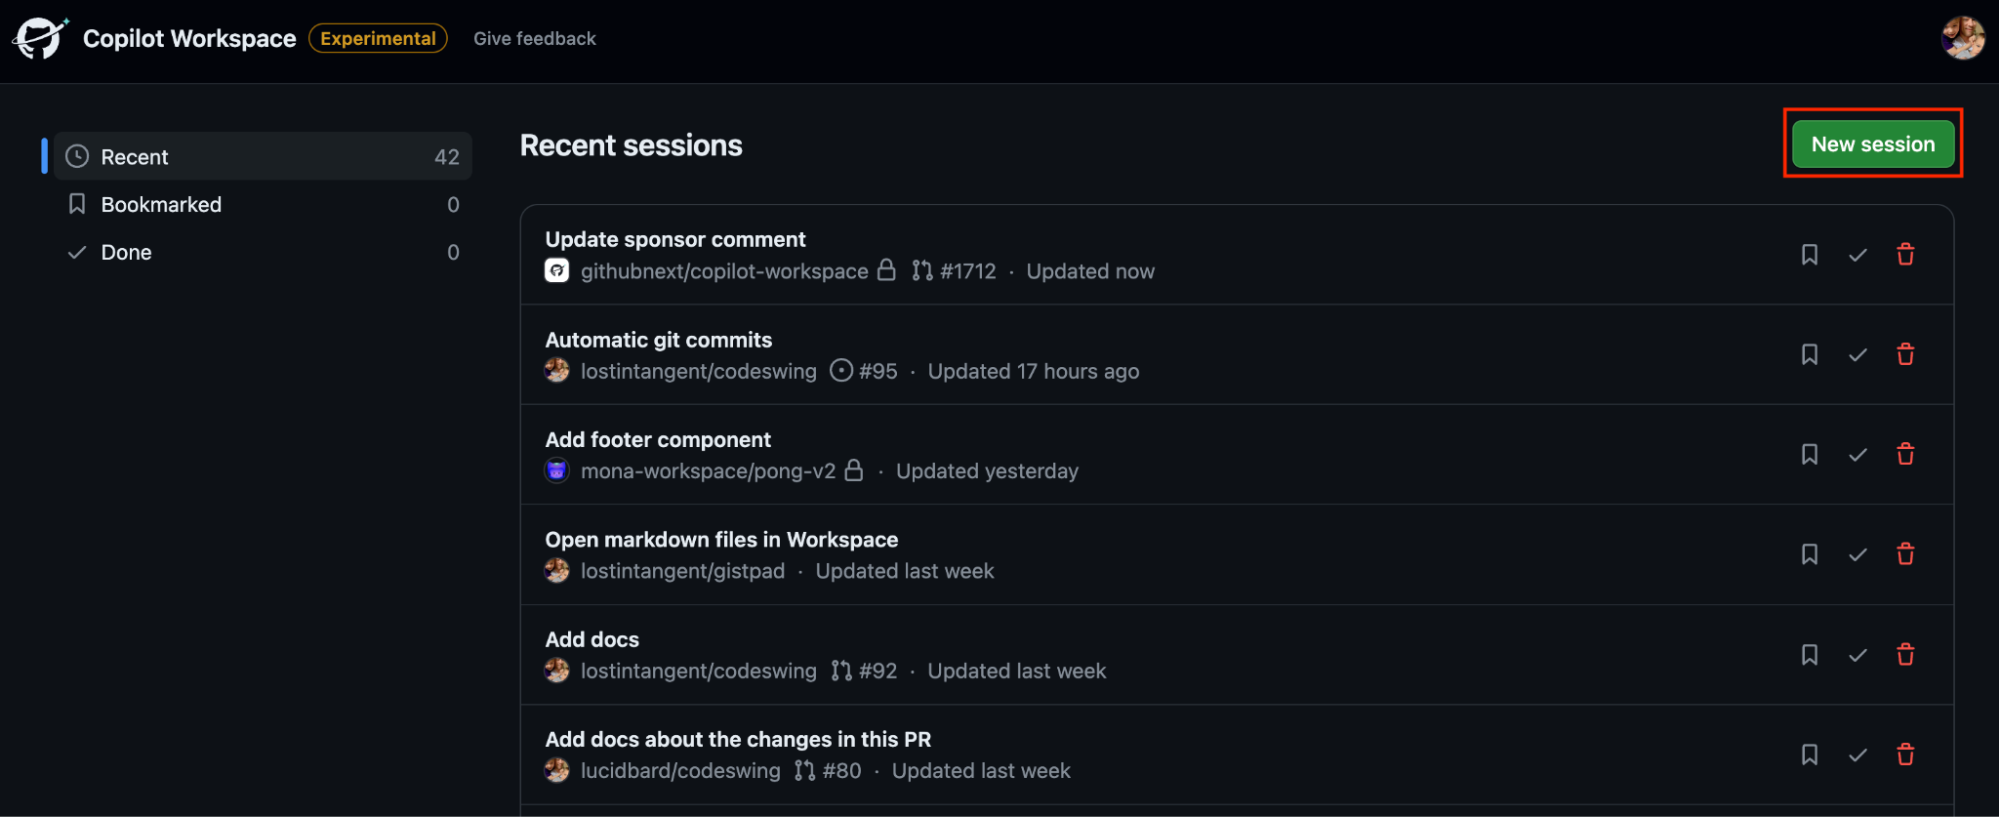 Copilot Workspace Experimental Give feedback
Recent 42
Bookmarked 0
Done 0
Recent sessions
New session
Update sponsor comment
githubnext/copilot-workspace #1712 · Updated now
Automatic git commits
lostintangent/codeswing #95 · Updated 17 hours ago
Add footer component
mona-workspace/pong-v2 · Updated yesterday
Open markdown files in Workspace
lostintangent/gistpad · Updated last week
Add docs
lostintangent/codeswing #92 · Updated last week
Add docs about the changes in this PR
lucidbard/codeswing #80 · Updated last week